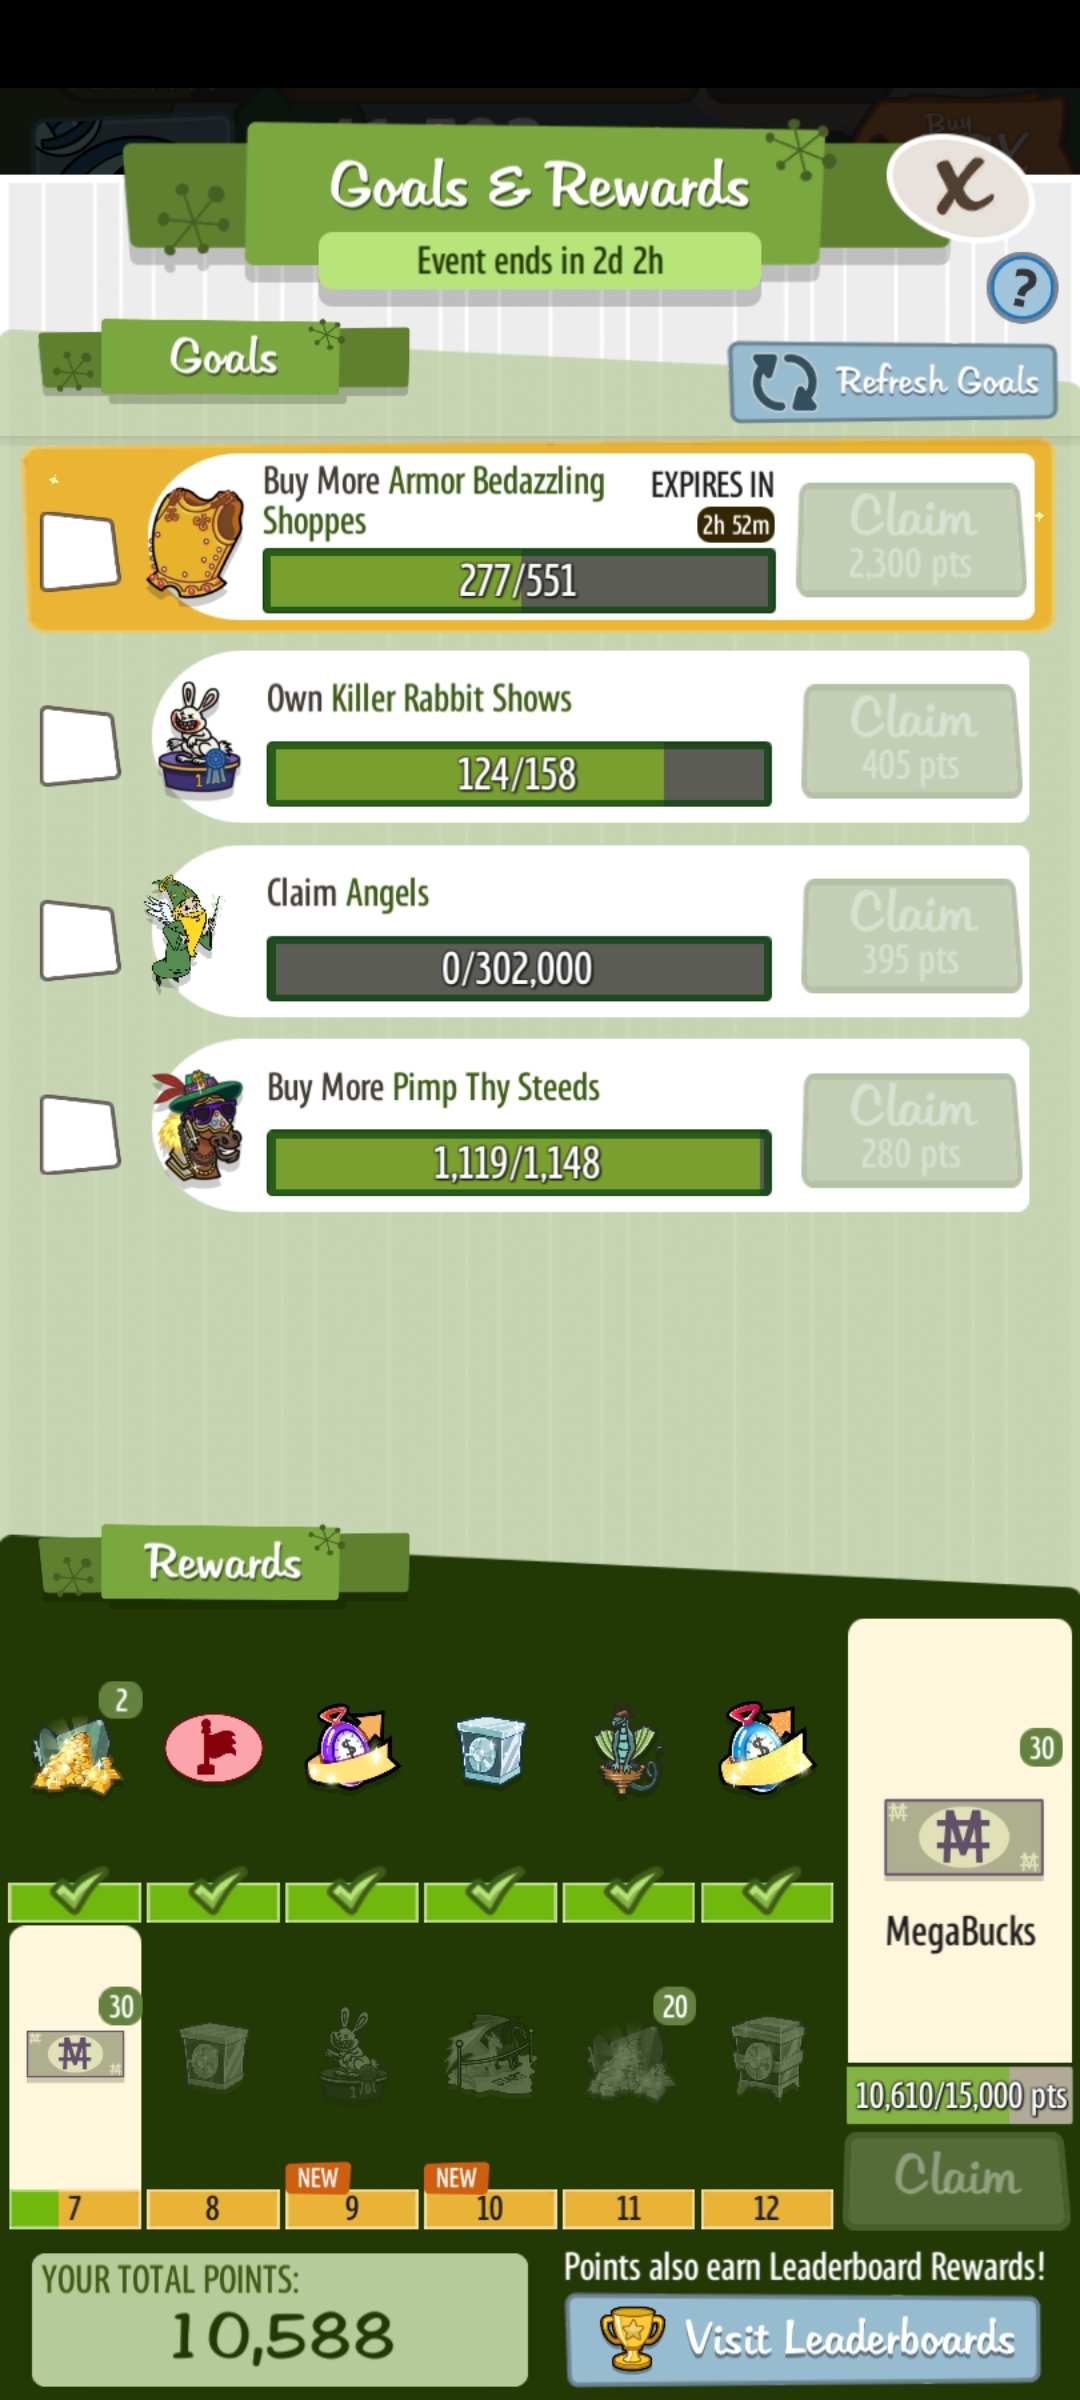 Buy
Goals & Rewards
X
Event ends in 2d 2h
?
Goals
Refresh Goals
Buy More Armor Bedazzling
Shoppes
EXPIRES IN
2h 52m
277/551
Claim
2,300 pts
Own Killer Rabbit Shows
124/158
Claim
405 pts
Claim Angels
0/302,000
Claim
395 pts
Buy More Pimp Thy Steeds
1,119/1,148
Claim
280 pts
Rewards
2
30
MegaBucks
10,610/15,000 pts
Claim
30
20
NEW
NEW
7
8
9
10
11
12
YOUR TOTAL POINTS:
10,588
Points also earn Leaderboard Rewards!
Visit Leaderboards